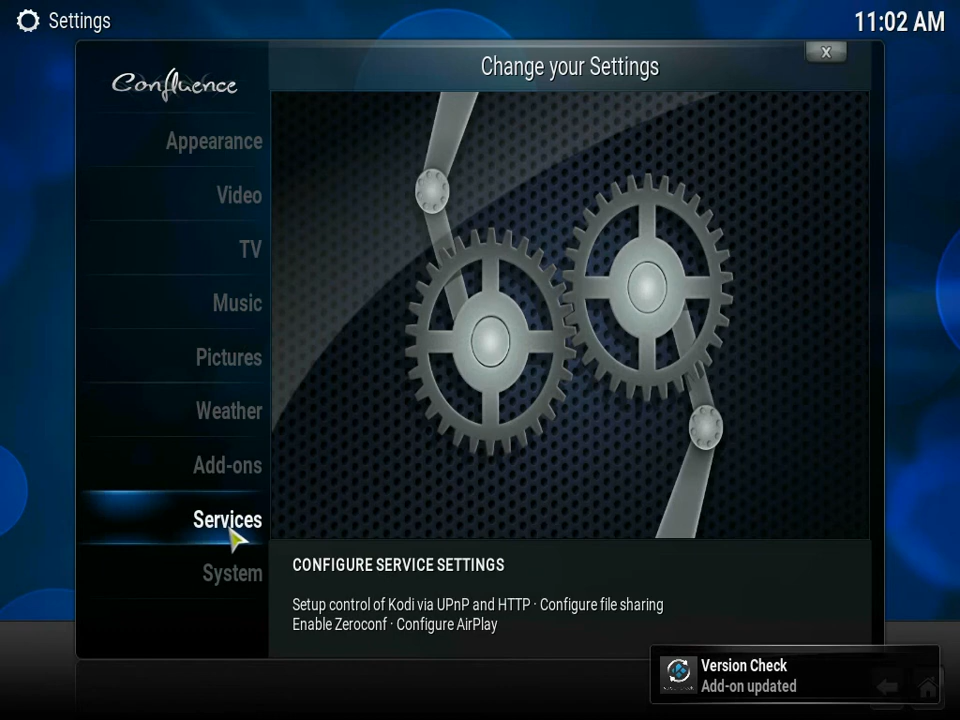 Settings
11:02 AM
Confluence
Change your Settings
X
Appearance
Video
TV
Music
Pictures
Weather
Add-ons
Services
System
CONFIGURE SERVICE SETTINGS
Setup control of Kodi via UPnP and HTTP · Configure file sharing
Enable Zeroconf · Configure AirPlay
Version Check
Add-on updated